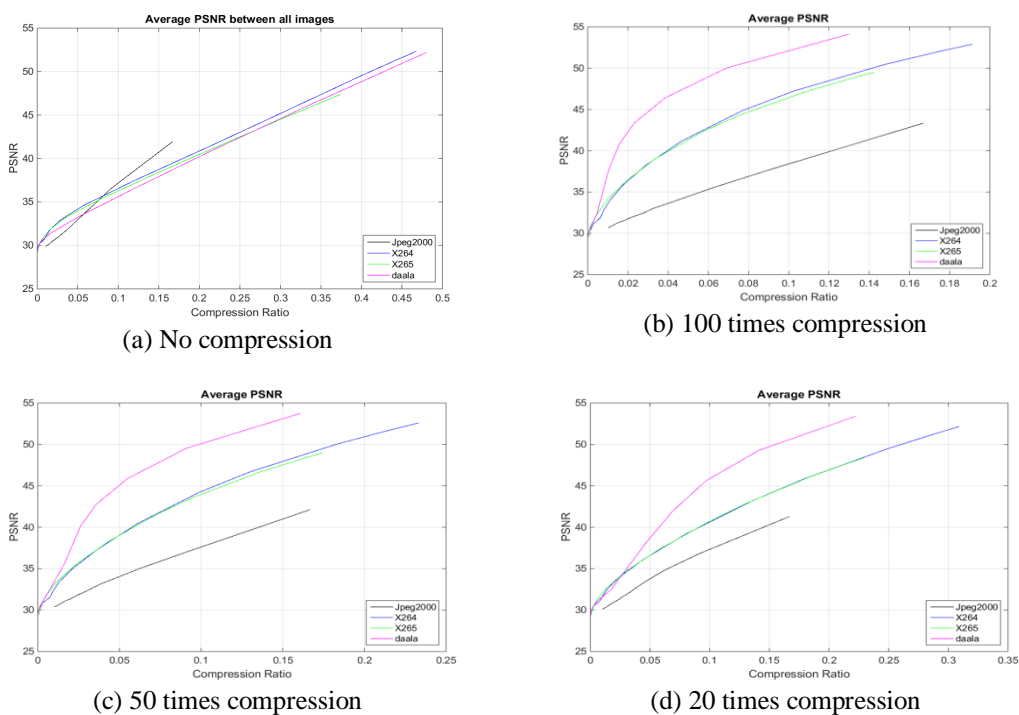 Average PSNR between all images
PSNR
55
50
45
40
35
30
25
0 0.05 0.1 0.15 0.2 0.25 0.3 0.35 0.4 0.45 0.5
Compression Ratio
Jpeg2000
X264
X265
daala
(a) No compression
Average PSNR
PSNR
55
50
45
40
35
30
25
0 0.02 0.04 0.06 0.08 0.1 0.12 0.14 0.16 0.18 0.2
Compression Ratio
Jpeg2000
X264
X265
daala
(b) 100 times compression
Average PSNR
PSNR
55
50
45
40
35
30
25
0 0.05 0.1 0.15 0.2 0.25
Compression Ratio
Jpeg2000
X264
X265
daala
(c) 50 times compression
Average PSNR
PSNR
55
50
45
40
35
30
25
0 0.05 0.1 0.15 0.2 0.25 0.3 0.35
Compression Ratio
Jpeg2000
X264
X265
daala
(d) 20 times compression